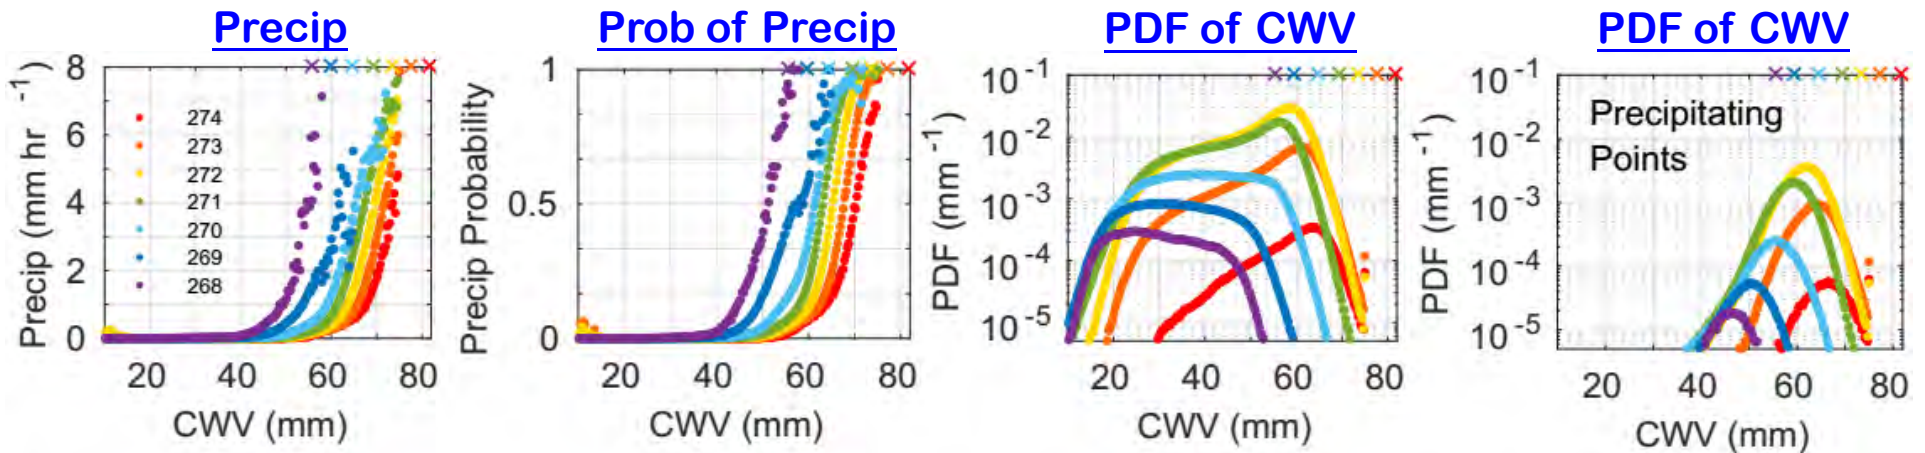 Precip
Prob of Precip
PDF of CWV
PDF of CWV
Precip (mm hr -1)
8
6
4
2
0
274
273
272
271
270
269
268
20 40 60 80
CWV (mm)
Precip Probability
1
0.5
0
20 40 60 80
CWV (mm)
PDF (mm -1)
10 -1
10 -2
10 -3
10 -4
10 -5
20 40 60 80
CWV (mm)
PDF (mm -1)
10 -1
10 -2
10 -3
10 -4
10 -5
Precipitating
Points
20 40 60 80
CWV (mm)